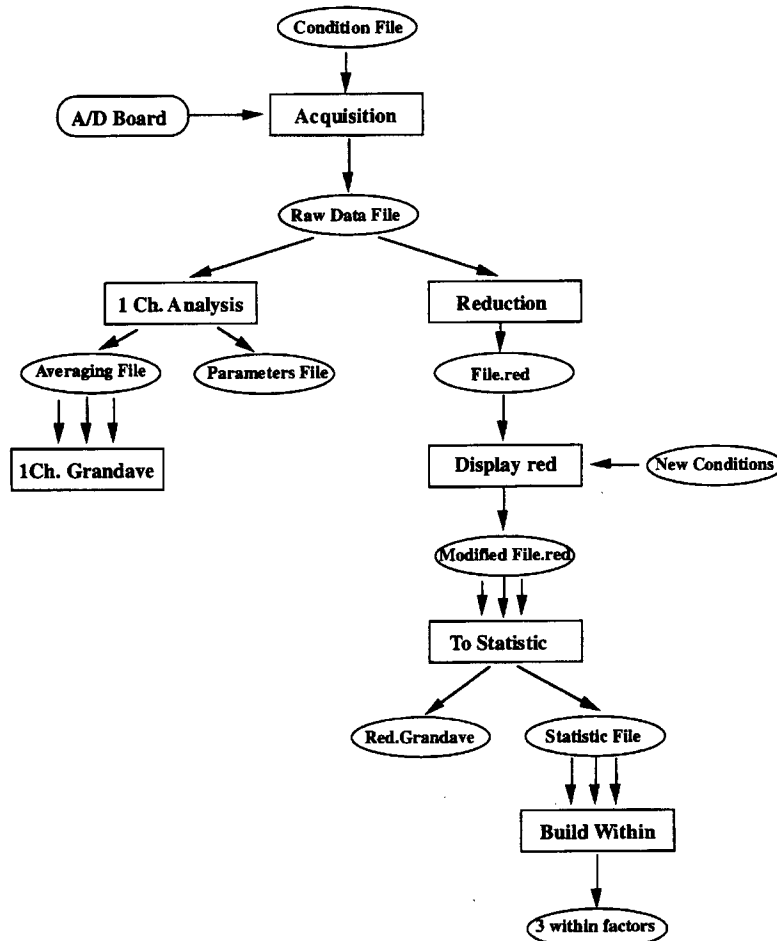 Condition File
A/D Board
Acquisition
Raw Data File
1 Ch. Analysis
Reduction
Averaging File
Parameters File
File.red
1Ch. Grandave
Display red
New Conditions
Modified File.red
To Statistic
Red.Grandave
Statistic File
Build Within
3 within factors